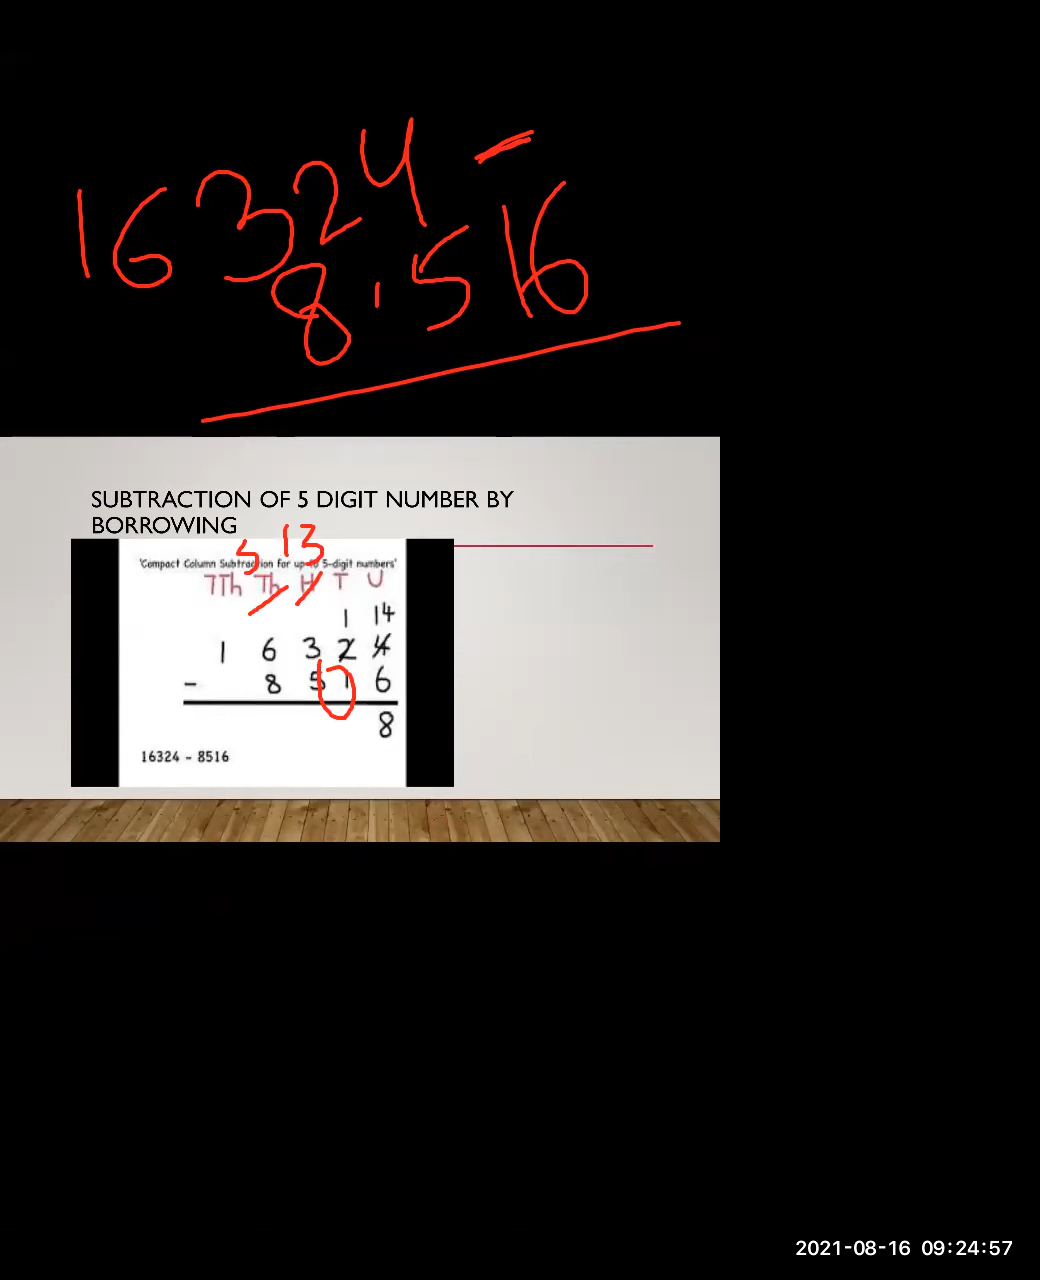 16324 -
8,516
SUBTRACTION OF 5 DIGIT NUMBER BY
BORROWING
5 13
'Compact Column Subtraction for up to 5-digit numbers'
TTh Th H T U
1 14
1 6 3 2 4
- 8 5 1 6
8
16324 - 8516
2021-08-16 09:24:57